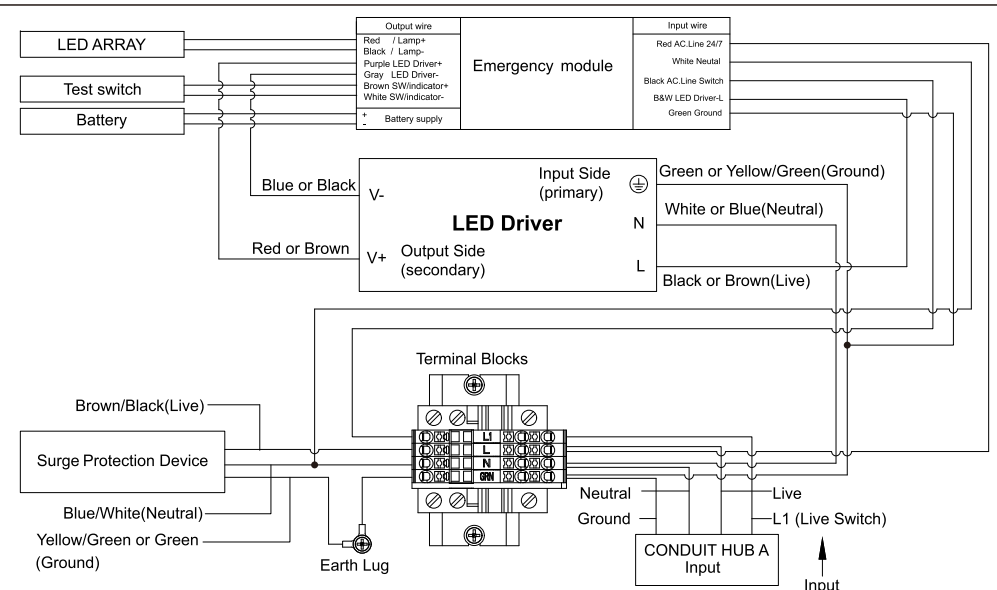 Output wire
Input wire
LED ARRAY
Red / Lamp+
Black / Lamp-
Purple LED Driver+
Gray LED Driver-
Brown SW/indicator+
White SW/indicator-
+
-
Battery supply
Emergency module
Red AC.Line 24/7
White Neutal
Black AC.Line Switch
B&W LED Driver-L
Green Ground
Test switch
Battery
Blue or Black
V-
Input Side
(primary)
Green or Yellow/Green(Ground)
LED Driver
N
White or Blue(Neutral)
Red or Brown
V+
Output Side
(secondary)
L
Black or Brown(Live)
Terminal Blocks
Brown/Black(Live)
L1
L
N
GRN
Surge Protection Device
Blue/White(Neutral)
Yellow/Green or Green
(Ground)
Earth Lug
Neutral
Live
Ground
L1 (Live Switch)
CONDUIT HUB A
Input
Input